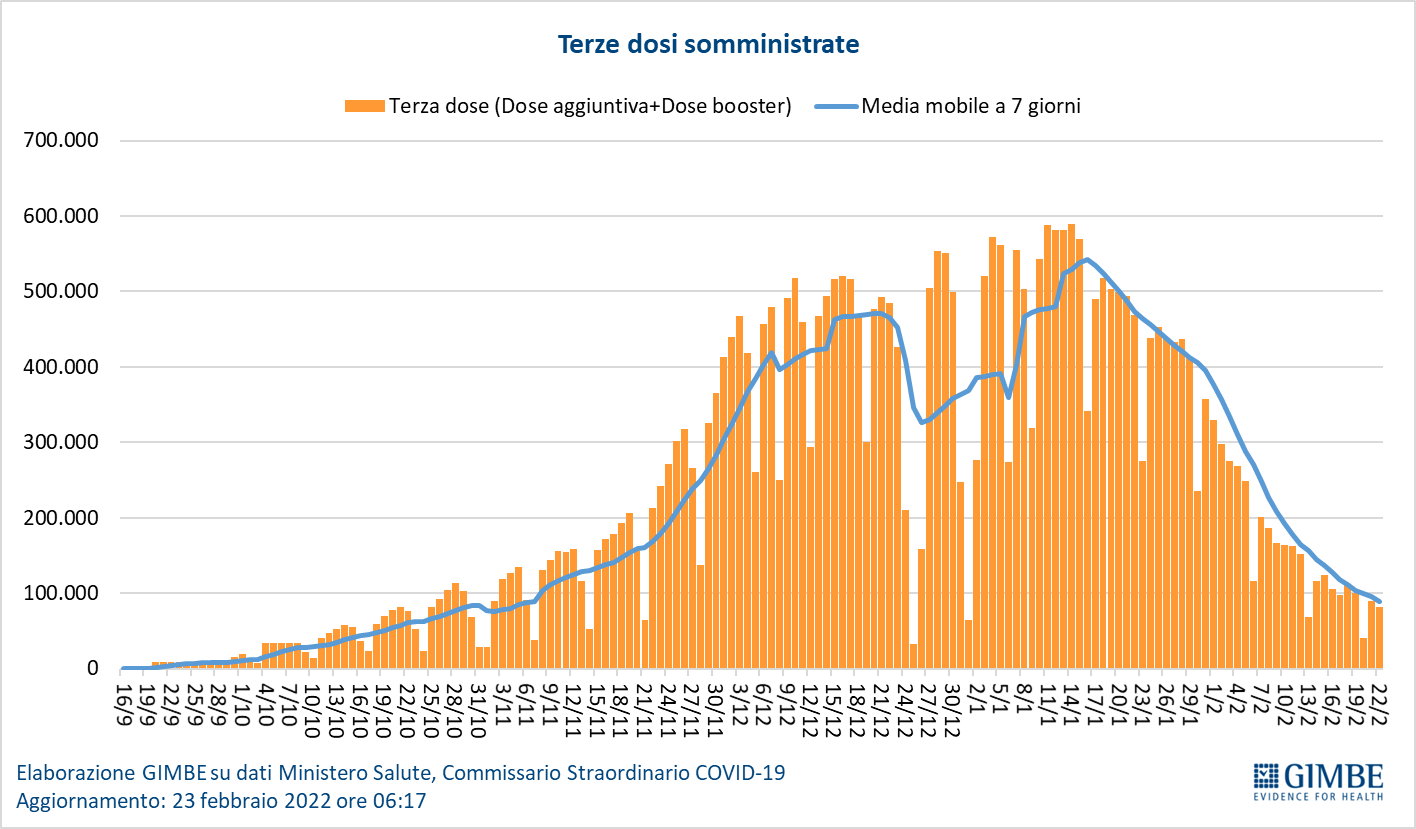 Terze dosi somministrate
Terza dose (Dose aggiuntiva+Dose booster) Media mobile a 7 giorni
700.000
600.000
500.000
400.000
300.000
200.000
100.000
0
16/9 19/9 22/9 25/9 28/9 1/10 4/10 7/10 10/10 13/10 16/10 19/10 22/10 25/10 28/10 31/10 3/11 6/11 9/11 12/11 15/11 18/11 21/11 24/11 27/11 30/11 3/12 6/12 9/12 12/12 15/12 18/12 21/12 24/12 27/12 30/12 2/1 5/1 8/1 11/1 14/1 17/1 20/1 23/1 26/1 29/1 1/2 4/2 7/2 10/2 13/2 16/2 19/2 22/2
Elaborazione GIMBE su dati Ministero Salute, Commissario Straordinario COVID-19
Aggiornamento: 23 febbraio 2022 ore 06:17
GIMBE
EVIDENCE FOR HEALTH